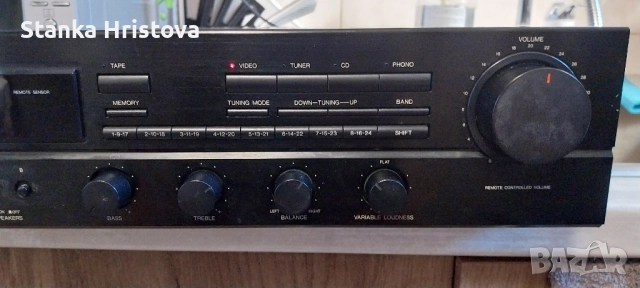 Stanka Hristova
VOLUME
TAPE
VIDEO TUNER CD PHONO
REMOTE SENSOR
MEMORY
TUNING MODE DOWN—TUNING—UP BAND
1-9-17 2-10-18 3-11-19 4-12-20 5-13-21 6-14-22 7-15-23 8-16-24 SHIFT
B
FLAT
REMOTE CONTROLLED VOLUME
LEFT RIGHT
SPEAKERS BASS TREBLE BALANCE VARIABLE LOUDNESS
BAZAR